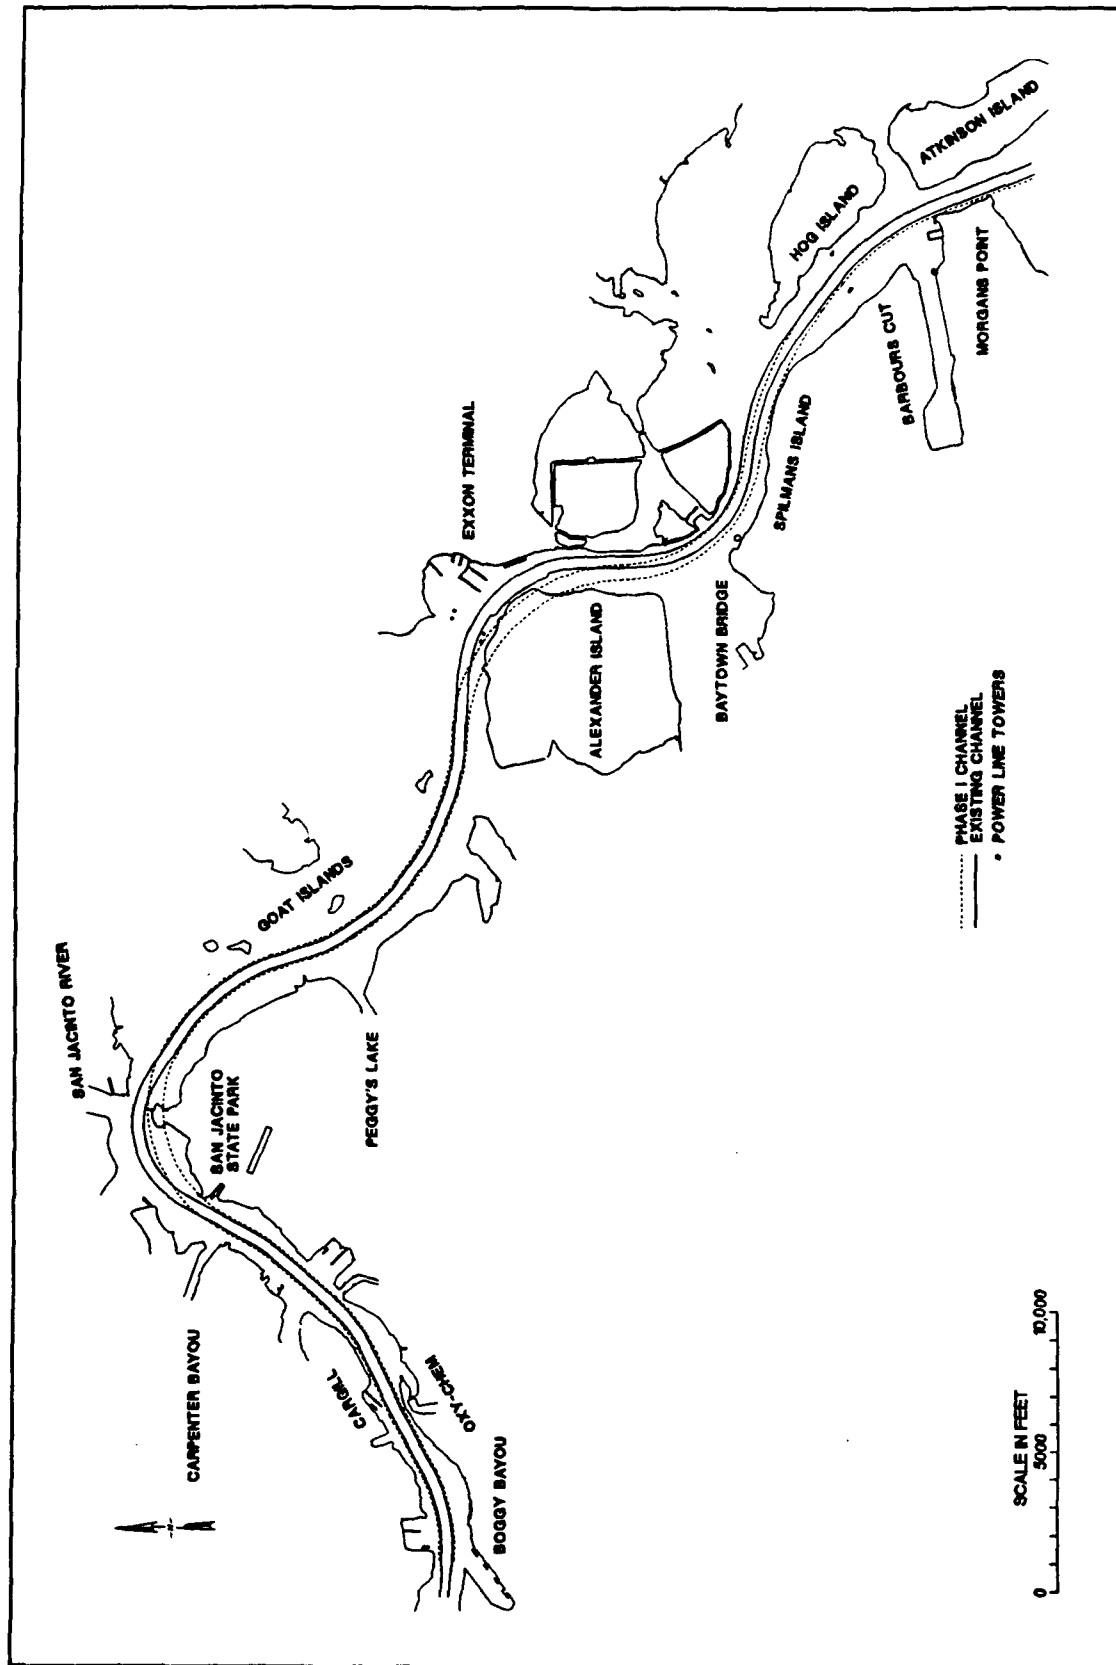 SAN JACINTO RIVER
CARPENTER BAYOU
SAN JACINTO
STATE PARK
GOAT ISLANDS
CARGILL
OXY-CHEM
BOGGY BAYOU
PEGGY'S LAKE
EXXON TERMINAL
ALEXANDER ISLAND
BAYTOWN BRIDGE
SPILMANS ISLAND
HOG ISLAND
ATKINSON ISLAND
BARBOURS CUT
MORGANS POINT
PHASE I CHANNEL
EXISTING CHANNEL
POWER LINE TOWERS
SCALE IN FEET
0 5000 10,000
N